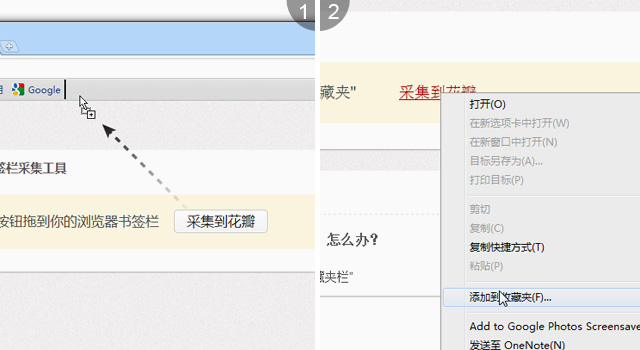 1
Google
签栏采集工具
按钮拖到你的浏览器书签栏
采集到花瓣
2
藏夹" 采集到花瓣
打开(O)
在新选项卡中打开(W)
在新窗口中打开(N)
目标另存为(A)...
打印目标(P)
剪切
复制(C)
复制快捷方式(T)
粘贴(P)
怎么办?
藏夹栏"
添加到收藏夹(F)...
Add to Google Photos Screensave
发送至 OneNote(N)